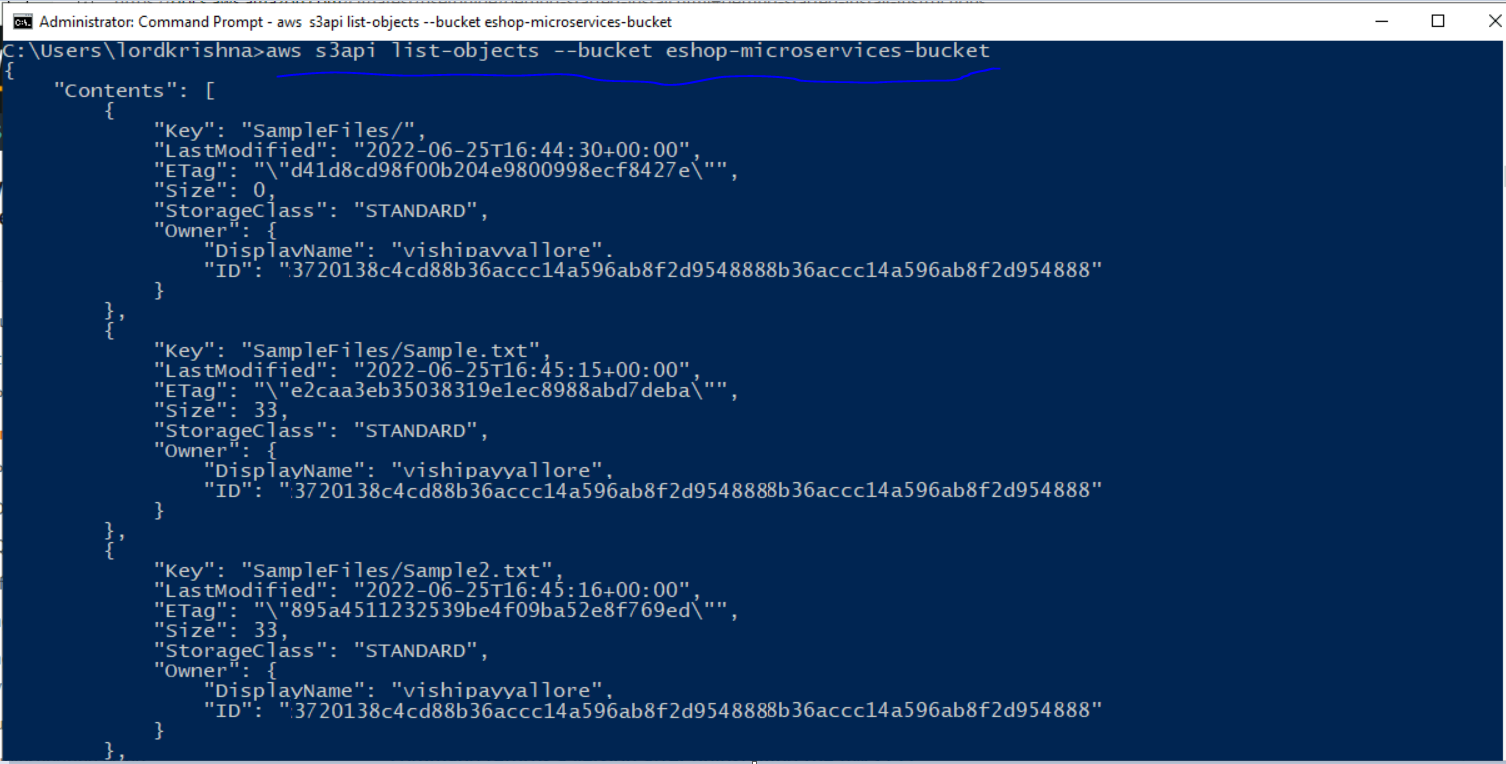 Administrator: Command Prompt - aws  s3api list-objects --bucket eshop-microservices-bucket
C:\Users\lordkrishna>aws s3api list-objects --bucket eshop-microservices-bucket
{
    "Contents": [
        {
            "Key": "SampleFiles/",
            "LastModified": "2022-06-25T16:44:30+00:00",
            "ETag": "\"d41d8cd98f00b204e9800998ecf8427e\"",
            "Size": 0,
            "StorageClass": "STANDARD",
            "Owner": {
                "DisplayName": "vishipayyallore",
                "ID": "3720138c4cd88b36accc14a596ab8f2d9548888b36accc14a596ab8f2d954888"
            }
        },
        {
            "Key": "SampleFiles/Sample.txt",
            "LastModified": "2022-06-25T16:45:15+00:00",
            "ETag": "\"e2caa3eb35038319e1ec8988abd7deba\"",
            "Size": 33,
            "StorageClass": "STANDARD",
            "Owner": {
                "DisplayName": "vishipayyallore",
                "ID": "3720138c4cd88b36accc14a596ab8f2d9548888b36accc14a596ab8f2d954888"
            }
        },
        {
            "Key": "SampleFiles/Sample2.txt",
            "LastModified": "2022-06-25T16:45:16+00:00",
            "ETag": "\"895a4511232539be4f09ba52e8f769ed\"",
            "Size": 33,
            "StorageClass": "STANDARD",
            "Owner": {
                "DisplayName": "vishipayyallore",
                "ID": "3720138c4cd88b36accc14a596ab8f2d9548888b36accc14a596ab8f2d954888"
            }
        },